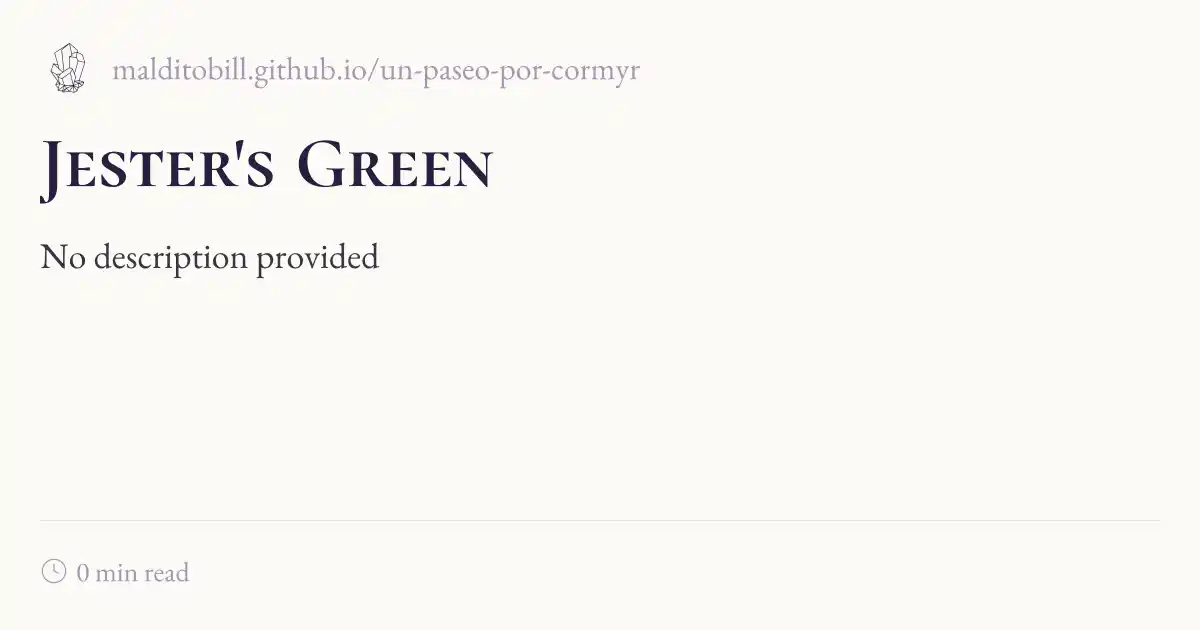 malditobill.github.io/un-paseo-por-cormyr
Jester's Green
No description provided
0 min read